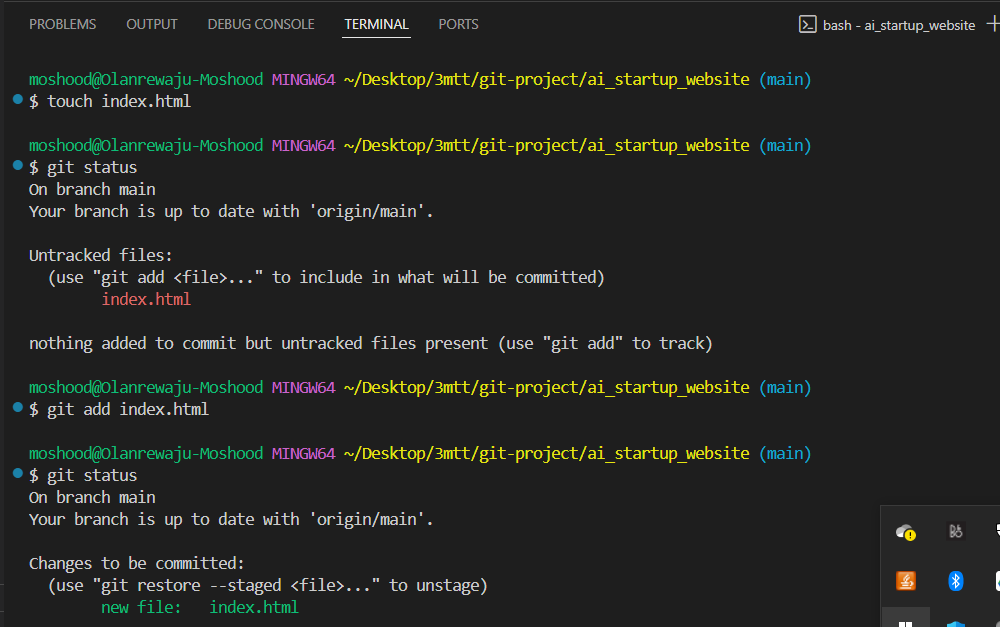 PROBLEMS OUTPUT DEBUG CONSOLE TERMINAL PORTS bash - ai_startup_website
moshood@Olanrewaju-Moshood MINGW64 ~/Desktop/3mtt/git-project/ai_startup_website (main)
$ touch index.html
moshood@Olanrewaju-Moshood MINGW64 ~/Desktop/3mtt/git-project/ai_startup_website (main)
$ git status
On branch main
Your branch is up to date with 'origin/main'.
Untracked files:
  (use "git add <file>..." to include in what will be committed)
        index.html
nothing added to commit but untracked files present (use "git add" to track)
moshood@Olanrewaju-Moshood MINGW64 ~/Desktop/3mtt/git-project/ai_startup_website (main)
$ git add index.html
moshood@Olanrewaju-Moshood MINGW64 ~/Desktop/3mtt/git-project/ai_startup_website (main)
$ git status
On branch main
Your branch is up to date with 'origin/main'.
Changes to be committed:
  (use "git restore --staged <file>..." to unstage)
        new file:   index.html